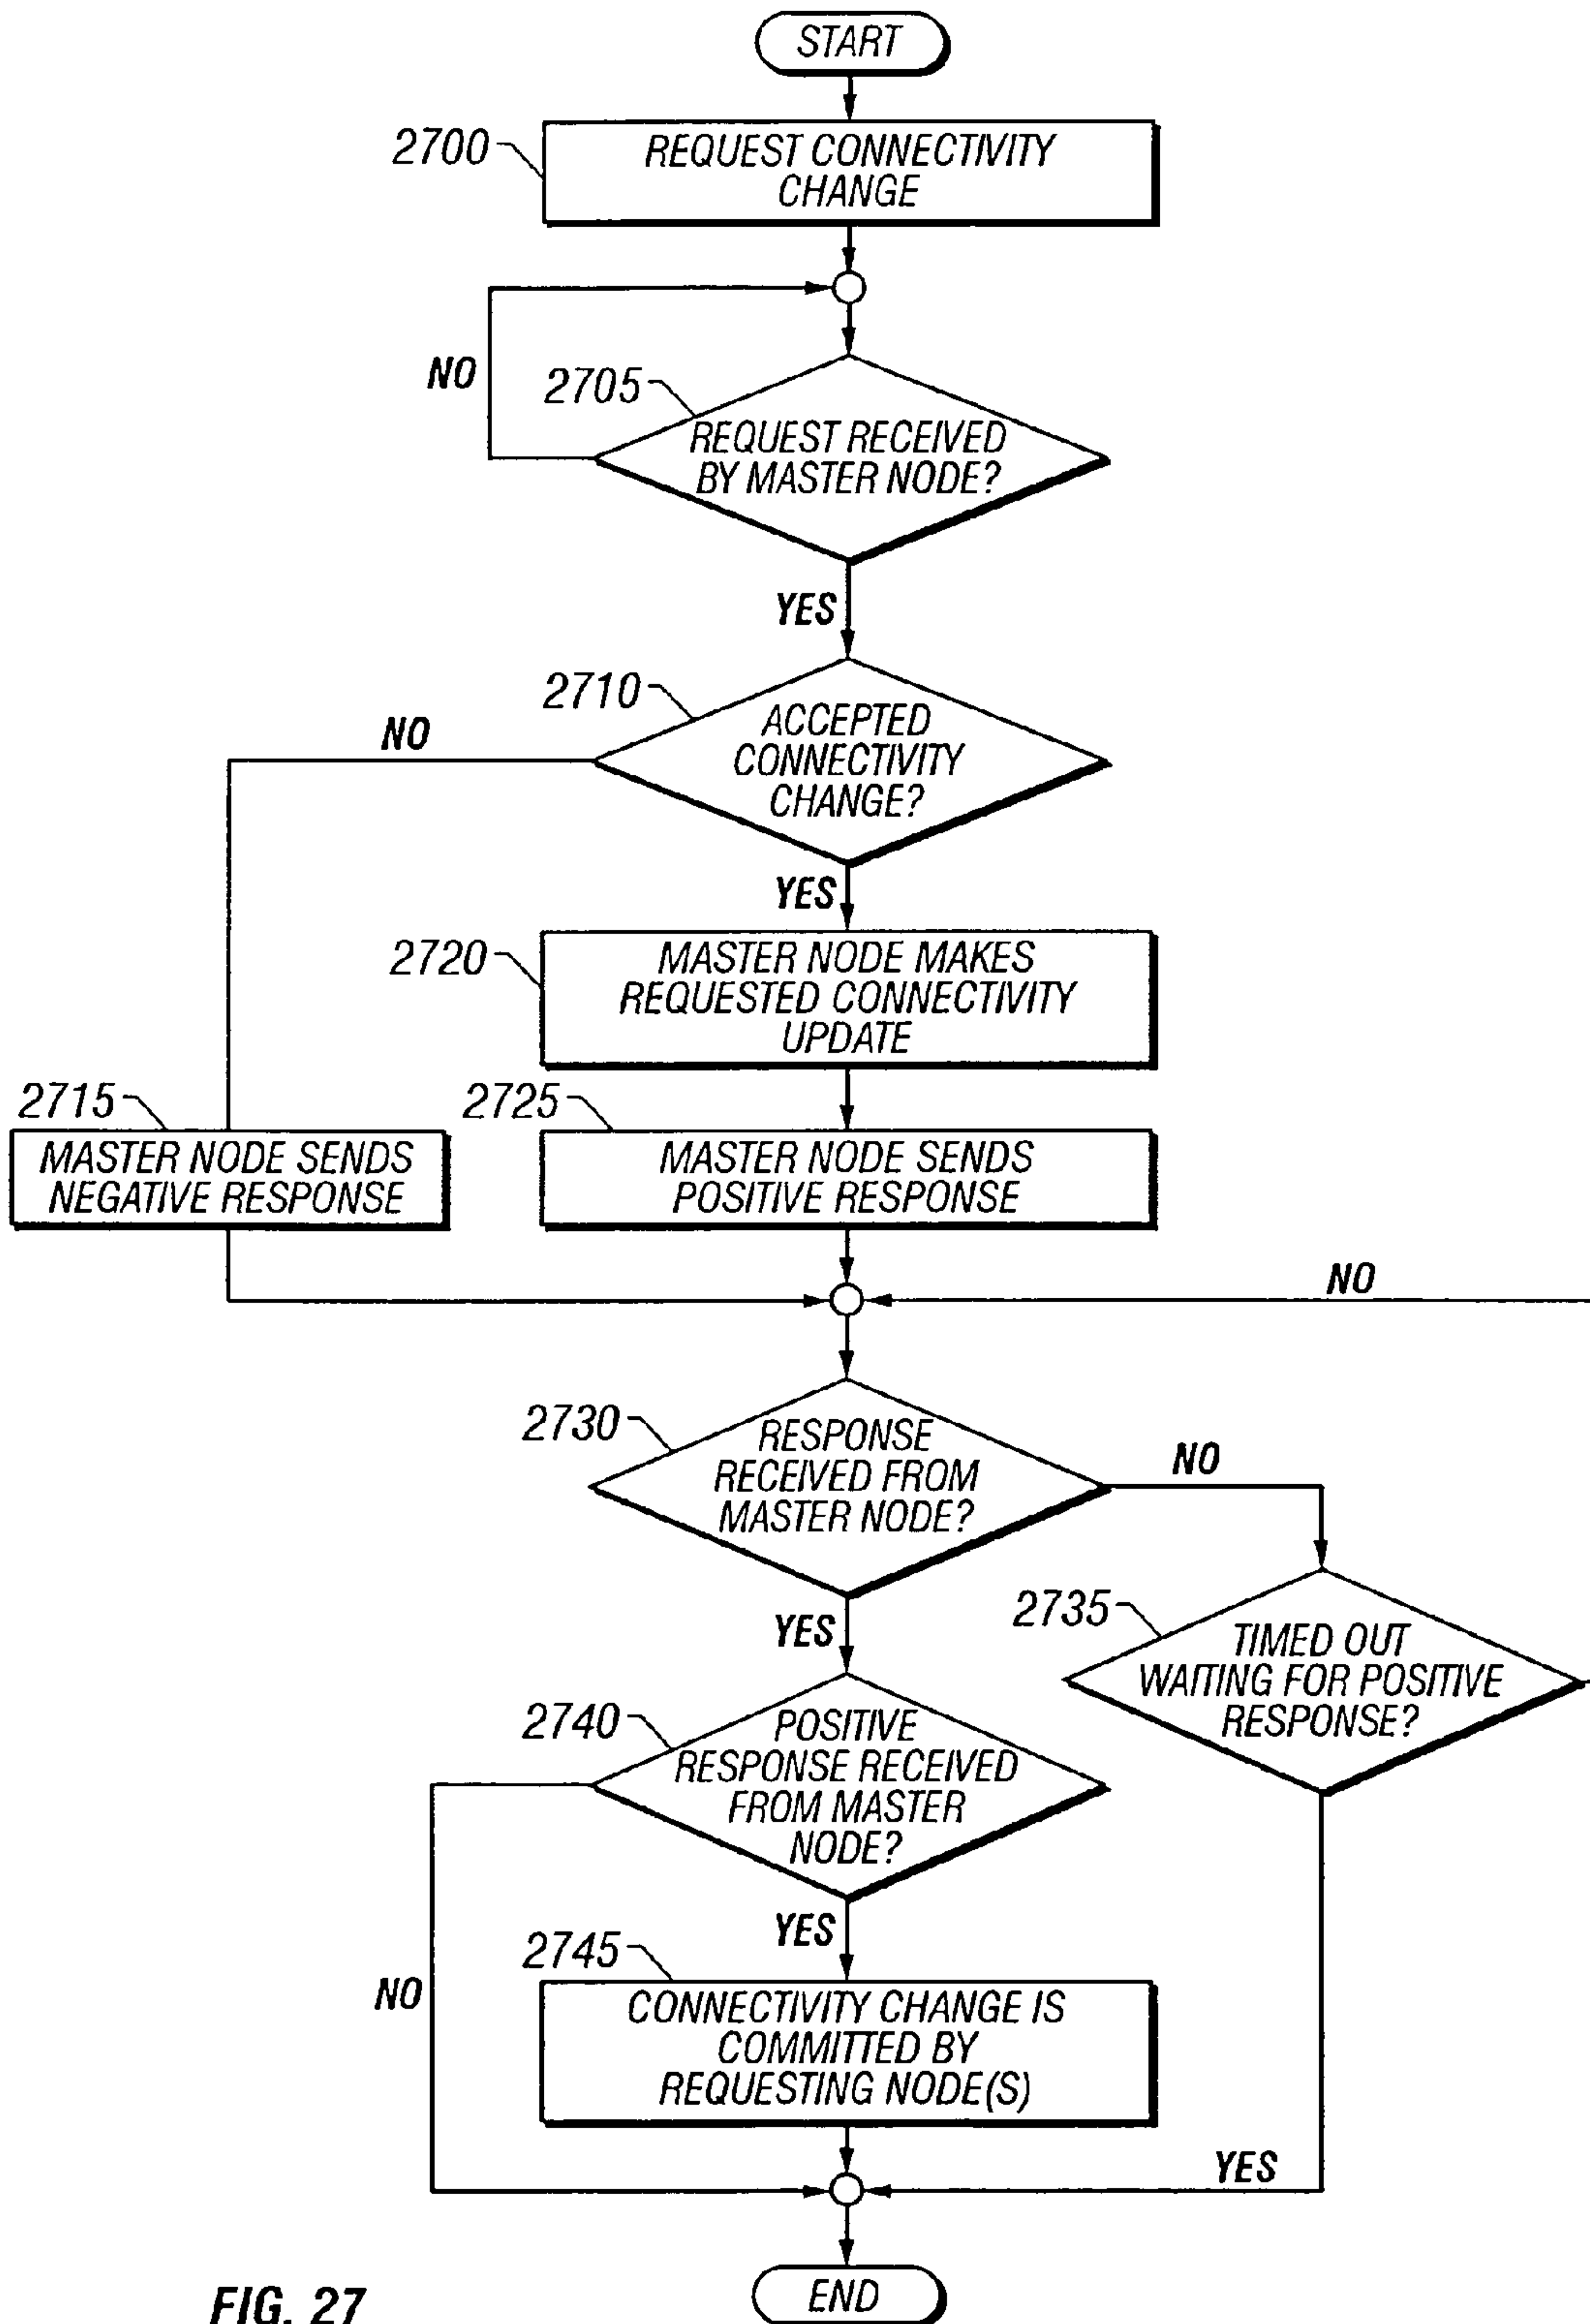 START
2700
REQUEST CONNECTIVITY
CHANGE
NO
2705
REQUEST RECEIVED
BY MASTER NODE?
YES
2710
NO
ACCEPTED
CONNECTIVITY
CHANGE?
YES
2720
MASTER NODE MAKES
REQUESTED CONNECTIVITY
UPDATE
2715
MASTER NODE SENDS
NEGATIVE RESPONSE
2725
MASTER NODE SENDS
POSITIVE RESPONSE
NO
2730
RESPONSE
RECEIVED FROM
MASTER NODE?
NO
YES
2735
TIMED OUT
WAITING FOR POSITIVE
RESPONSE?
2740
POSITIVE
RESPONSE RECEIVED
FROM MASTER
NODE?
YES
NO
2745
CONNECTIVITY CHANGE IS
COMMITTED BY
REQUESTING NODE(S)
YES
END
FIG. 27